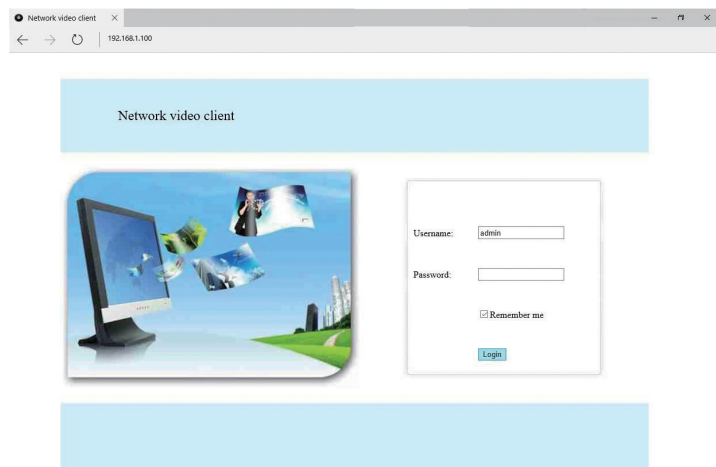 Network video client
192.168.1.100
Network video client
Username: admin
Password:
Remember me
Login